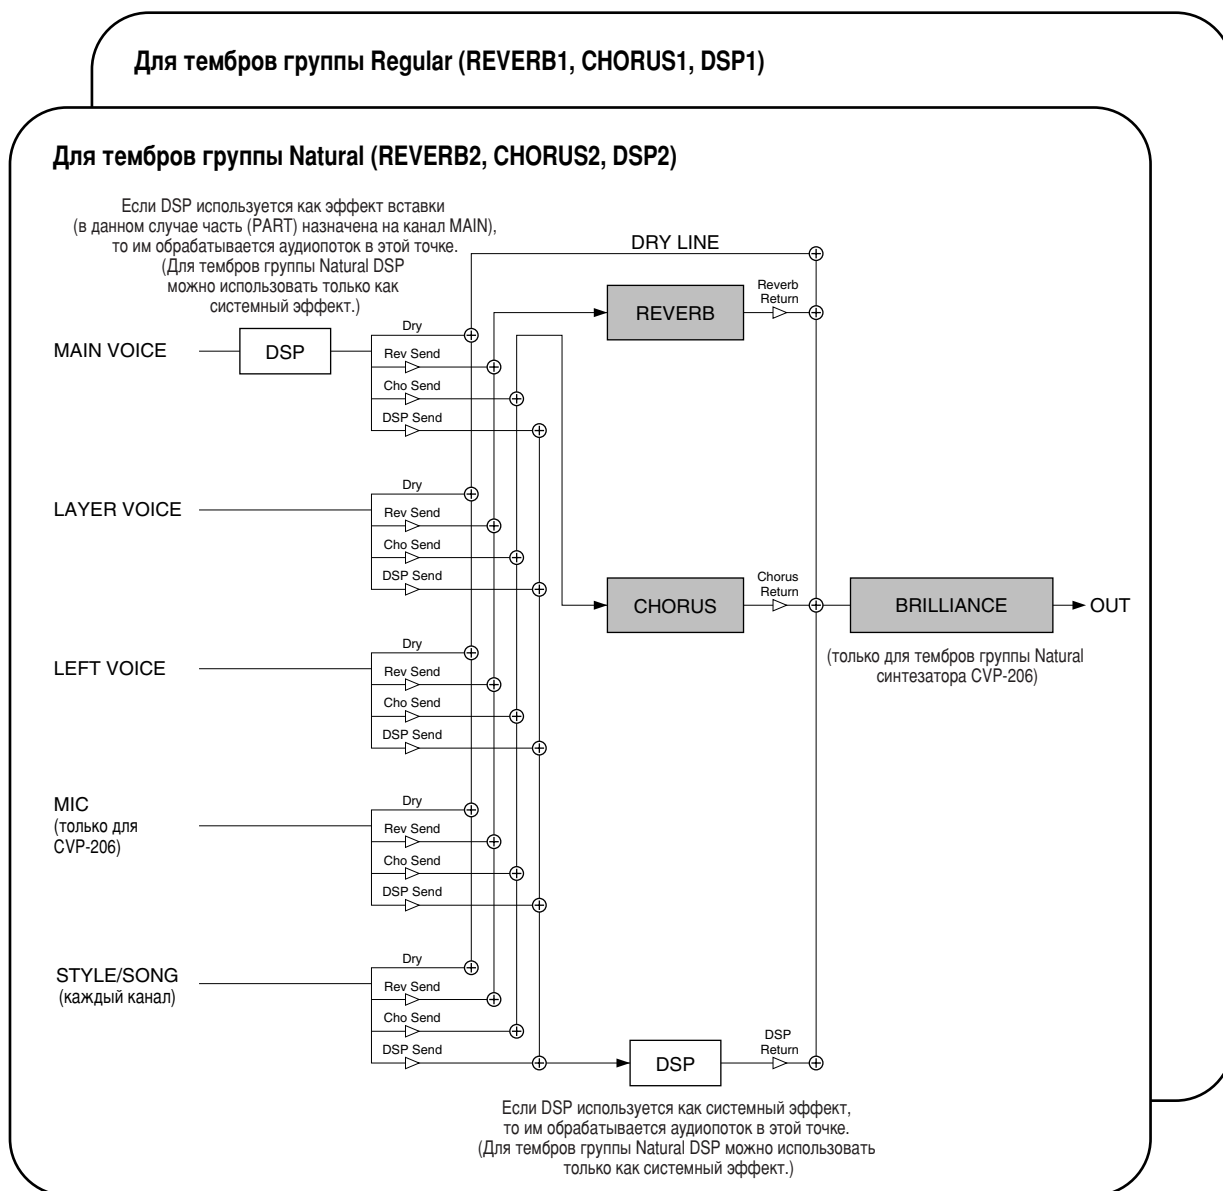 Для тембров группы Regular (REVERB1, CHORUS1, DSP1)
Для тембров группы Natural (REVERB2, CHORUS2, DSP2)
Если DSP используется как эффект вставки
(в данном случае часть (PART) назначена на канал MAIN),
то им обрабатывается аудиопоток в этой точке.
(Для тембров группы Natural DSP
можно использовать только как
системный эффект.)
DRY LINE
MAIN VOICE
DSP
Dry
Rev Send
Cho Send
DSP Send
REVERB
Reverb
Return
LAYER VOICE
Dry
Rev Send
Cho Send
DSP Send
CHORUS
Chorus
Return
BRILLIANCE
OUT
(только для тембров группы Natural
синтезатора CVP-206)
LEFT VOICE
Dry
Rev Send
Cho Send
DSP Send
MIC
(только для
CVP-206)
Dry
Rev Send
Cho Send
DSP Send
STYLE/SONG
(каждый канал)
Dry
Rev Send
Cho Send
DSP Send
DSP
DSP
Return
Если DSP используется как системный эффект,
то им обрабатывается аудиопоток в этой точке.
(Для тембров группы Natural DSP можно использовать
только как системный эффект.)